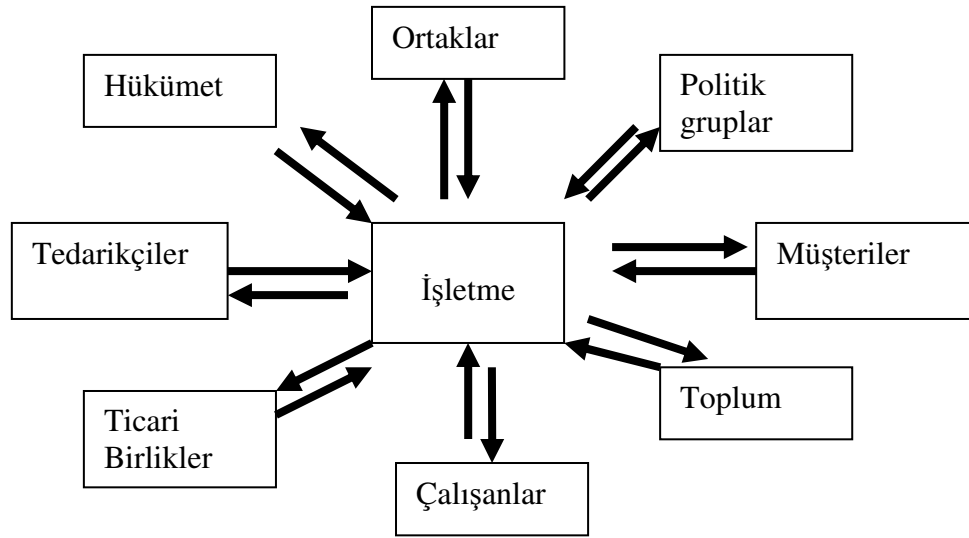 Ortaklar
Hükümet
Politik
gruplar
Tedarikçiler
İşletme
Müşteriler
Ticari
Birlikler
Çalışanlar
Toplum